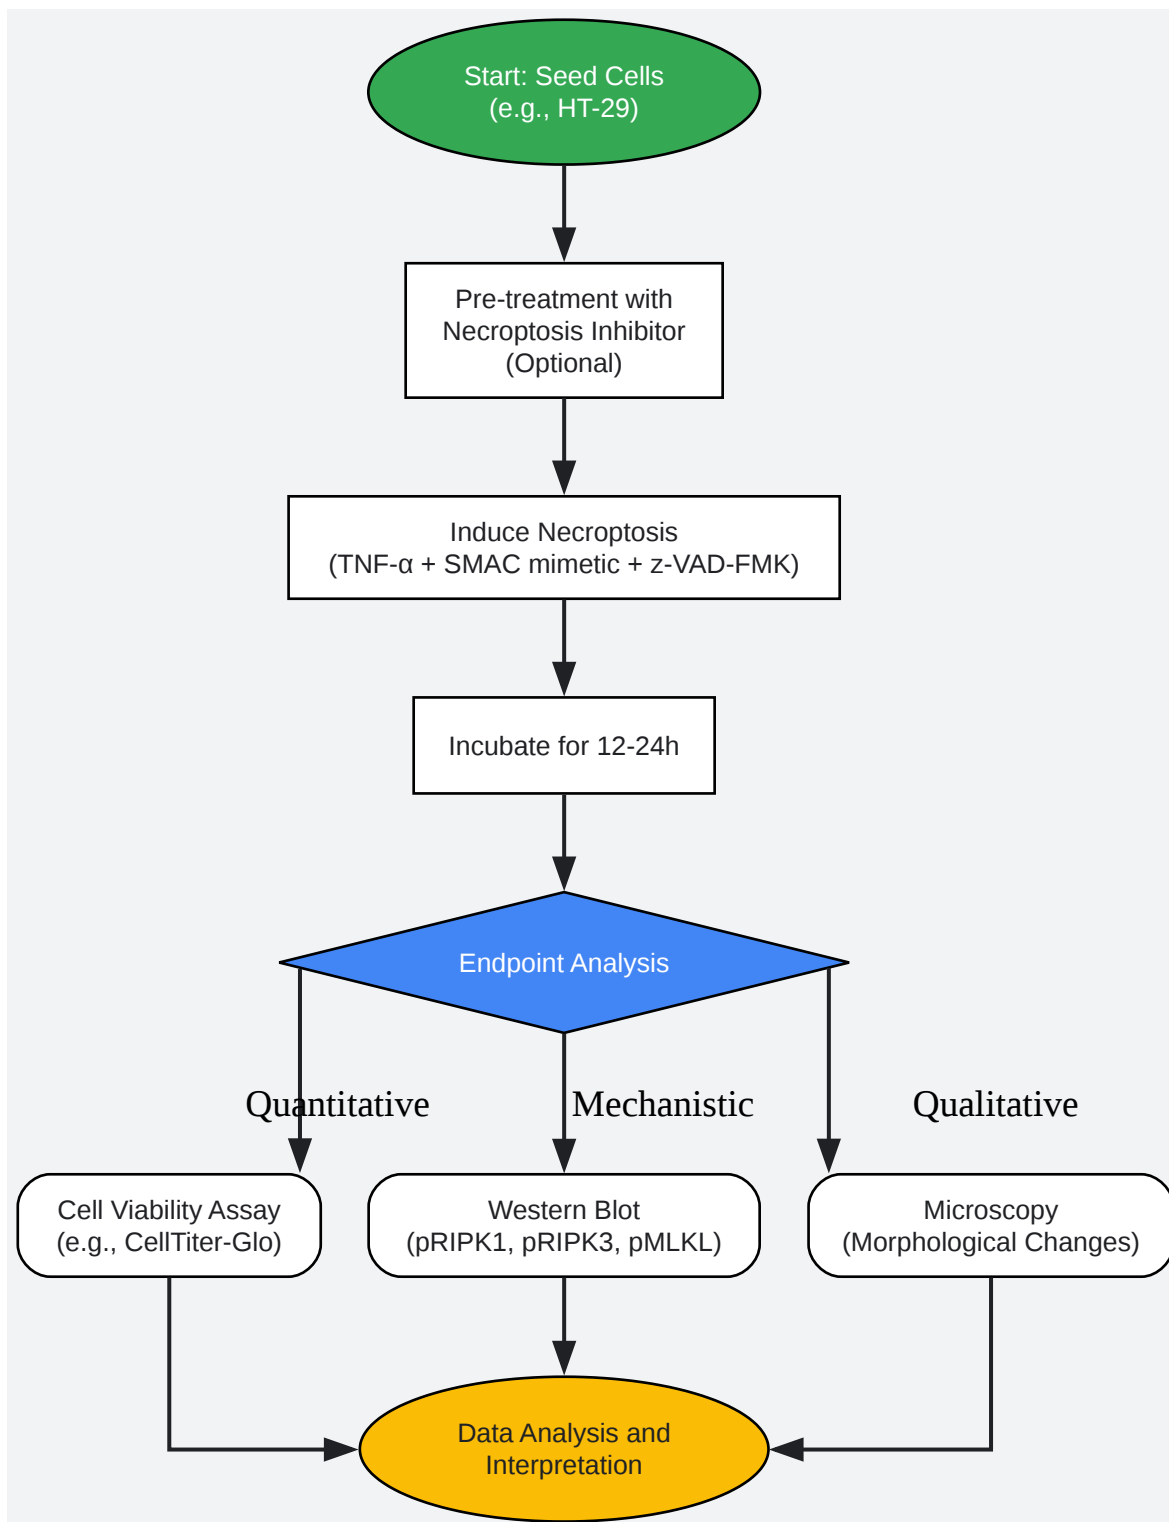 Start: Seed Cells
(e.g., HT-29)
Pre-treatment with
Necroptosis Inhibitor
(Optional)
Induce Necroptosis
(TNF-α + SMAC mimetic + z-VAD-FMK)
Incubate for 12-24h
Endpoint Analysis
Quantitative
Mechanistic
Qualitative
Cell Viability Assay
(e.g., CellTiter-Glo)
Western Blot
(pRIPK1, pRIPK3, pMLKL)
Microscopy
(Morphological Changes)
Data Analysis and
Interpretation